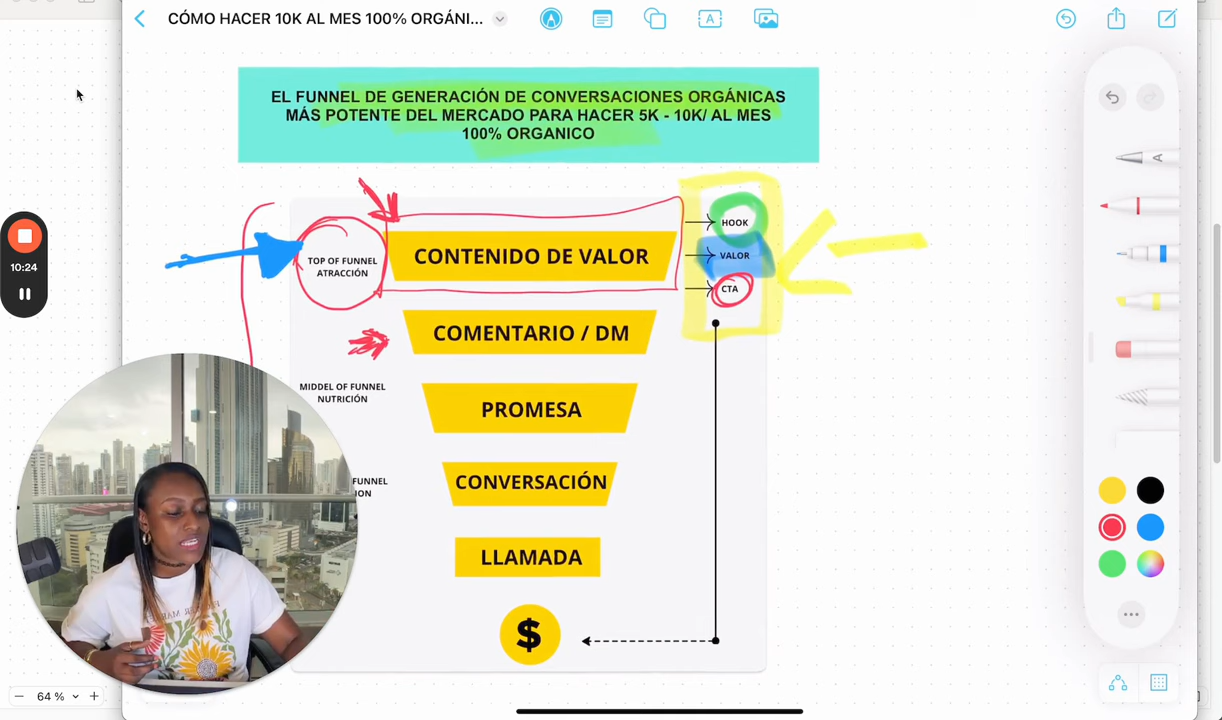 CÓMO HACER 10K AL MES 100% ORGÁNI...
A
EL FUNNEL DE GENERACIÓN DE CONVERSACIONES ORGÁNICAS
MÁS POTENTE DEL MERCADO PARA HACER 5K - 10K/ AL MES
100% ORGANICO
HOOK
10:24
TOP OF FUNNEL
ATRACCIÓN
CONTENIDO DE VALOR
VALOR
CTA
COMENTARIO / DM
MIDDEL OF FUNNEL
NUTRICIÓN
PROMESA
FUNNEL
ION
CONVERSACIÓN
LLAMADA
$
64 %
A